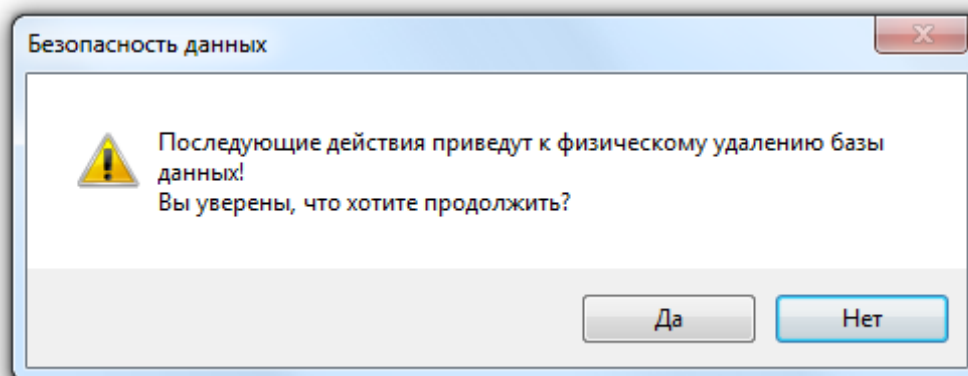 Безопасность данных
Последующие действия приведут к физическому удалению базы
данных!
Вы уверены, что хотите продолжить?
Да
Нет